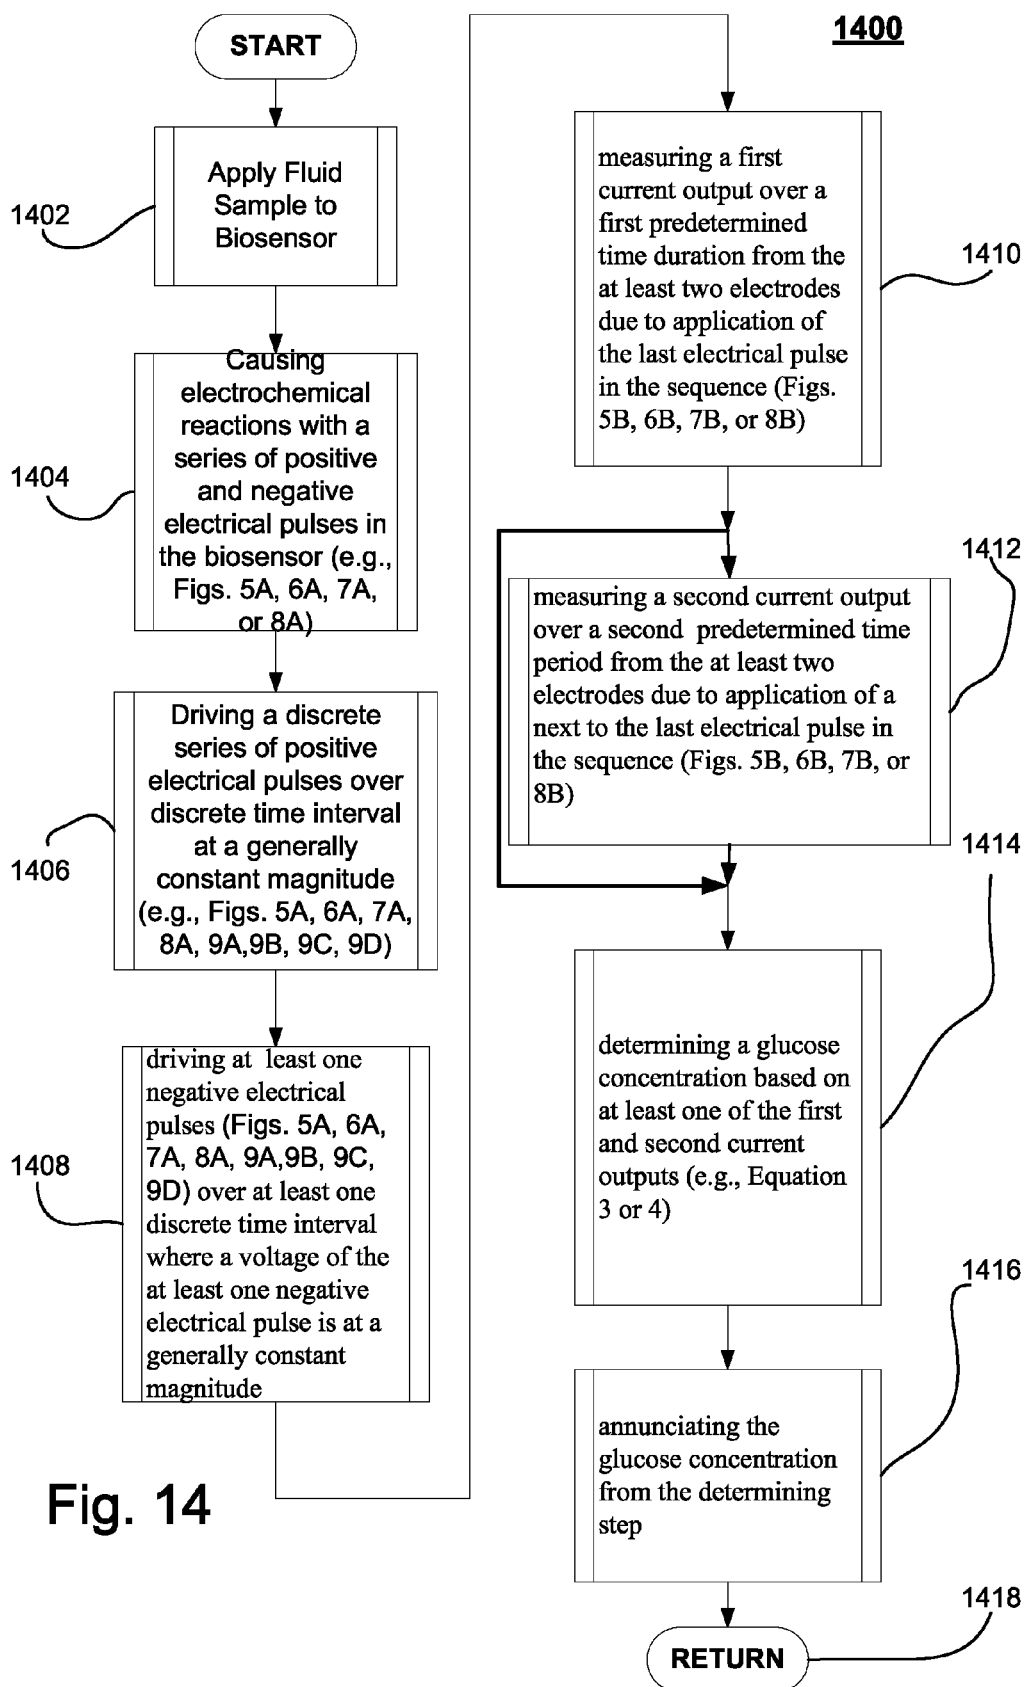 1400
START
1402
Apply Fluid
Sample to
Biosensor
1404
Causing
electrochemical
reactions with a
series of positive
and negative
electrical pulses in
the biosensor (e.g.,
Figs. 5A, 6A, 7A,
or 8A)
1406
Driving a discrete
series of positive
electrical pulses over
discrete time interval
at a generally
constant magnitude
(e.g., Figs. 5A, 6A, 7A,
8A, 9A,9B, 9C, 9D)
1408
driving at least one
negative electrical
pulses (Figs. 5A, 6A,
7A, 8A, 9A,9B, 9C,
9D) over at least one
discrete time interval
where a voltage of the
at least one negative
electrical pulse is at a
generally constant
magnitude
1410
measuring a first
current output over a
first predetermined
time duration from the
at least two electrodes
due to application of
the last electrical pulse
in the sequence (Figs.
5B, 6B, 7B, or 8B)
1412
measuring a second current output
over a second predetermined time
period from the at least two
electrodes due to application of a
next to the last electrical pulse in
the sequence (Figs. 5B, 6B, 7B, or
8B)
1414
determining a glucose
concentration based on
at least one of the first
and second current
outputs (e.g., Equation
3 or 4)
1416
annunciating the
glucose concentration
from the determining
step
1418
RETURN
Fig. 14